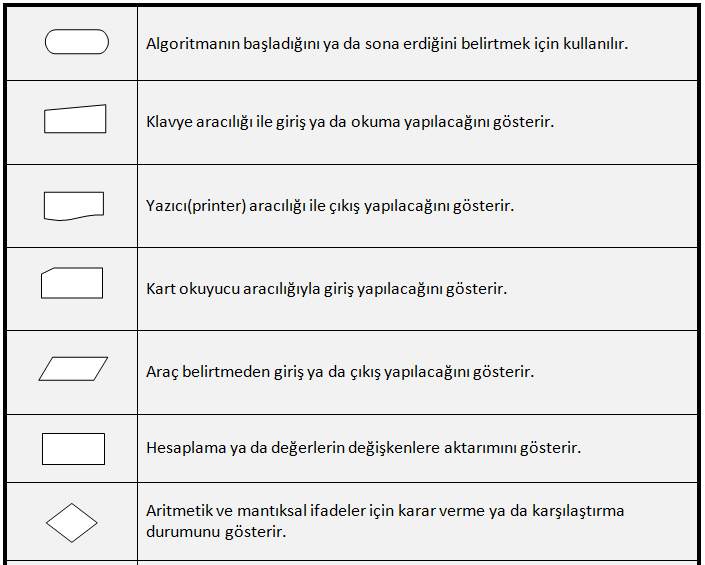 Algoritmanın başladığını ya da sona erdiğini belirtmek için kullanılır.
Klavye aracılığı ile giriş ya da okuma yapılacağını gösterir.
Yazıcı(printer) aracılığı ile çıkış yapılacağını gösterir.
Kart okuyucu aracılığıyla giriş yapılacağını gösterir.
Araç belirtmeden giriş ya da çıkış yapılacağını gösterir.
Hesaplama ya da değerlerin değişkenlere aktarımını gösterir.
Aritmetik ve mantıksal ifadeler için karar verme ya da karşılaştırma
durumunu gösterir.